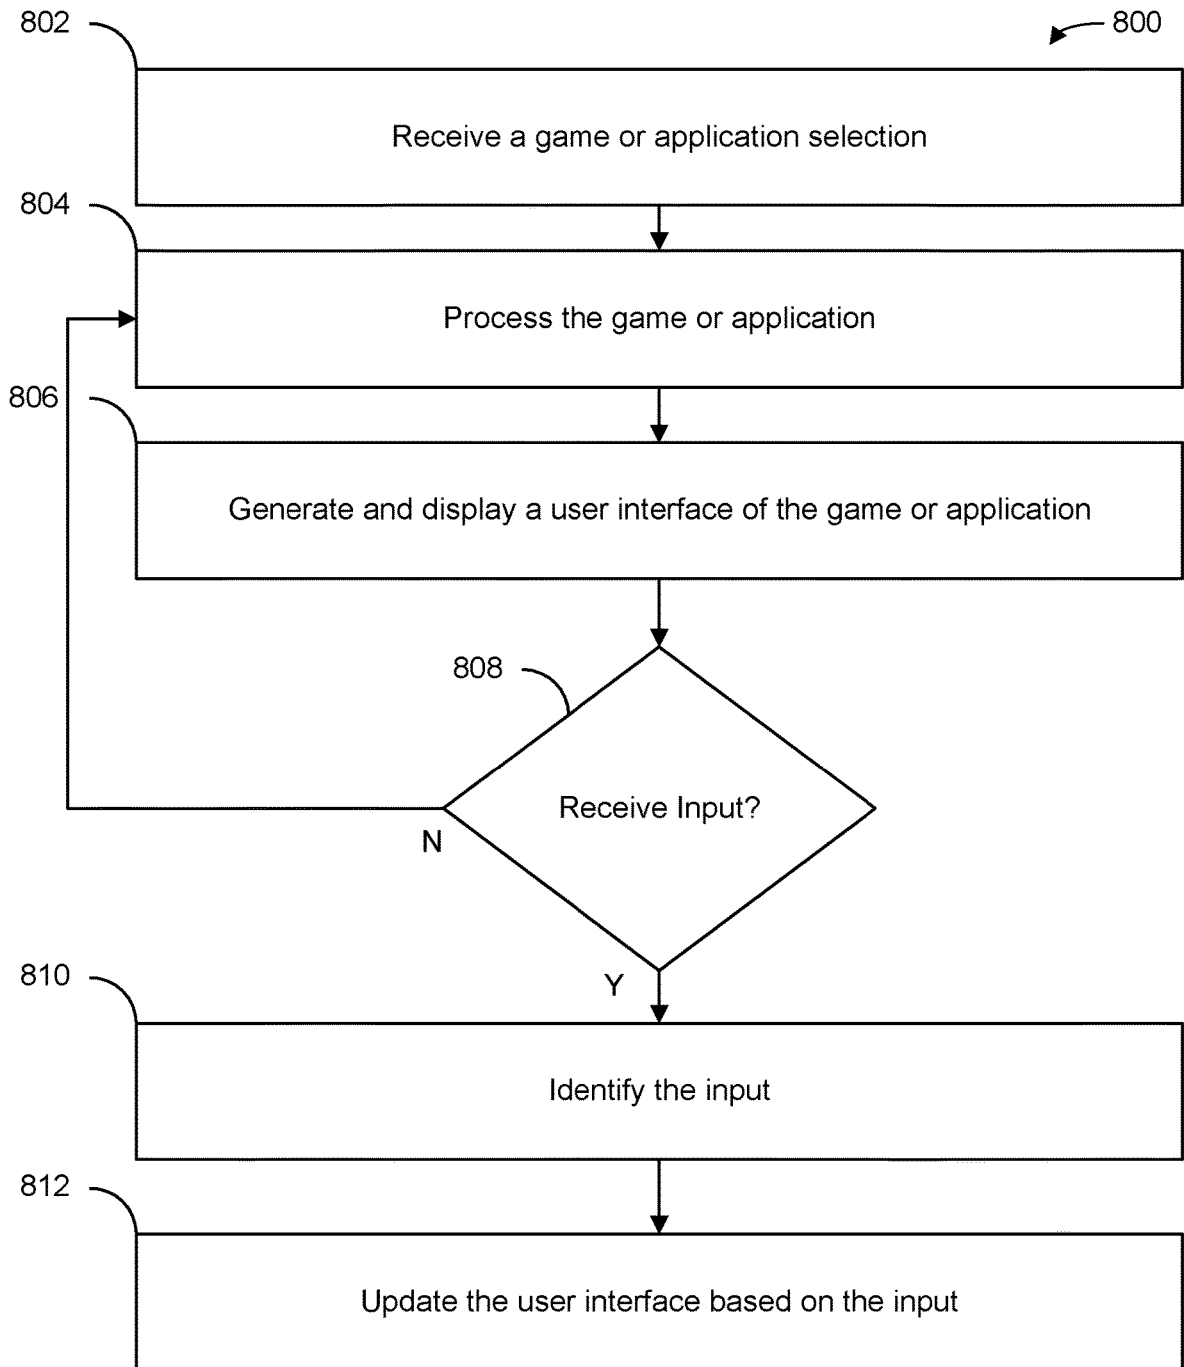 802
800
Receive a game or application selection
804
Process the game or application
806
Generate and display a user interface of the game or application
808
Receive Input?
N
Y
810
Identify the input
812
Update the user interface based on the input